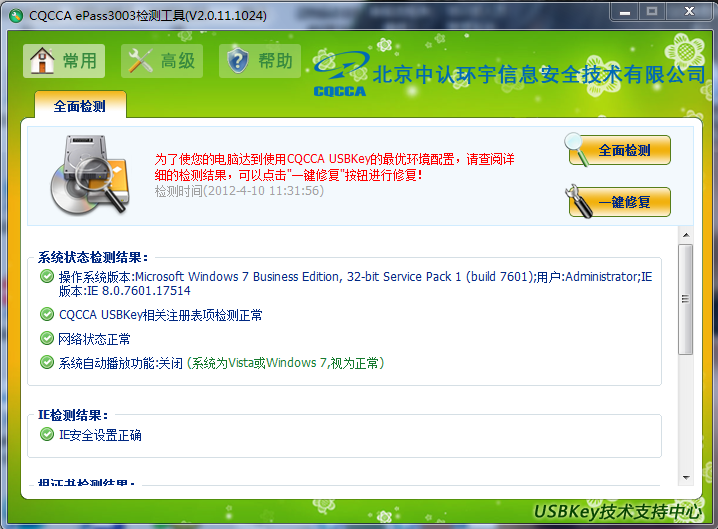 CQCCA ePass3003检测工具(V2.0.11.1024)
常用 高级 帮助 CQCCA 北京中认环宇信息安全技术有限公司
全面检测
为了使您的电脑达到使用CQCCA USBKey的最优环境配置，请查阅详
细的检测结果，可以点击"一键修复"按钮进行修复!
检测时间(2012-4-10 11:31:56)
全面检测
一键修复
系统状态检测结果:
操作系统版本:Microsoft Windows 7 Business Edition, 32-bit Service Pack 1 (build 7601);用户:Administrator;IE
版本:IE 8.0.7601.17514
CQCCA USBKey相关注册表项检测正常
网络状态正常
系统自动播放功能:关闭 (系统为Vista或Windows 7,视为正常)
IE检测结果:
IE安全设置正确
根证书检测结果:
USBKey技术支持中心